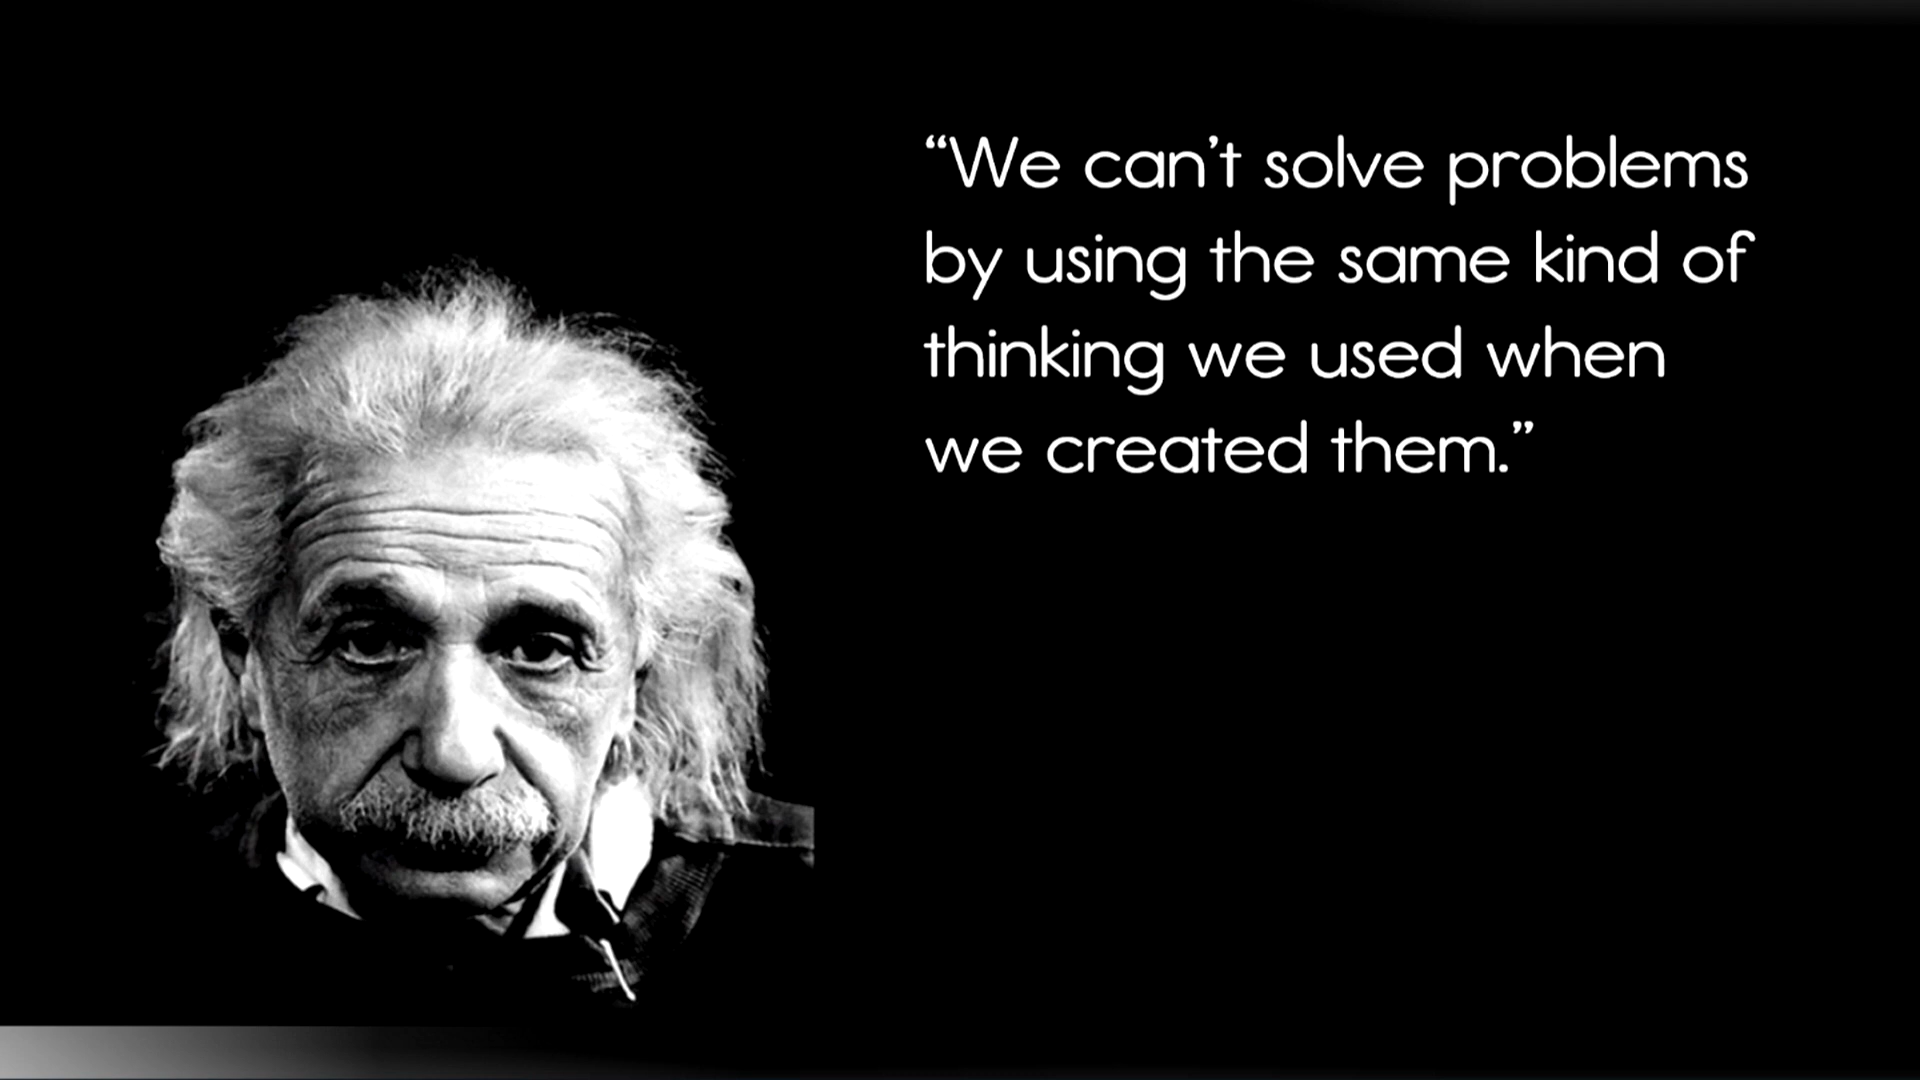 “We can’t solve problems
by using the same kind of
thinking we used when
we created them.”